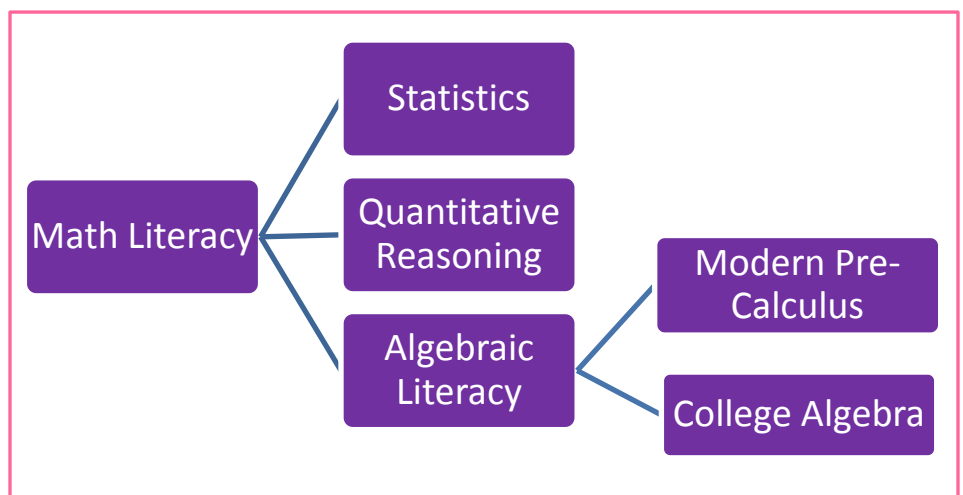 Statistics
Math Literacy
Quantitative
Reasoning
Algebraic
Literacy
Modern Pre-
Calculus
College Algebra